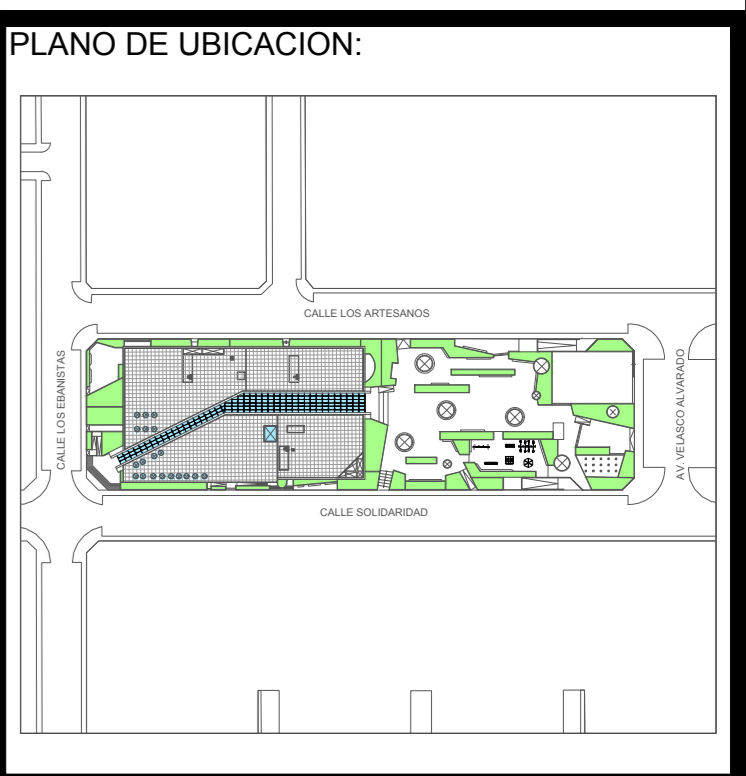 PLANO DE UBICACION:
CALLE LOS ARTESANOS
CALLE LOS EBANISTAS
AV. VELASCO ALVARADO
CALLE SOLIDARIDAD